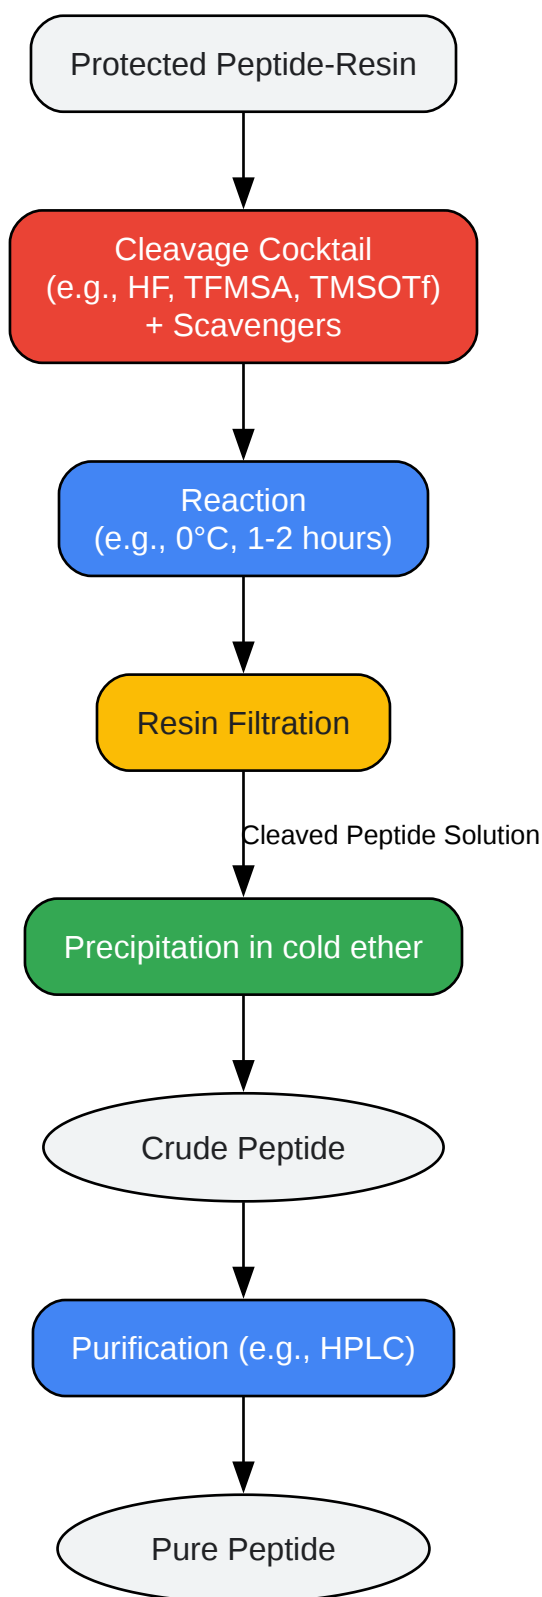 Protected Peptide-Resin
Cleavage Cocktail
(e.g., HF, TFMSA, TMSOTf)
+ Scavengers
Reaction
(e.g., 0°C, 1-2 hours)
Resin Filtration
Cleaved Peptide Solution
Precipitation in cold ether
Crude Peptide
Purification (e.g., HPLC)
Pure Peptide